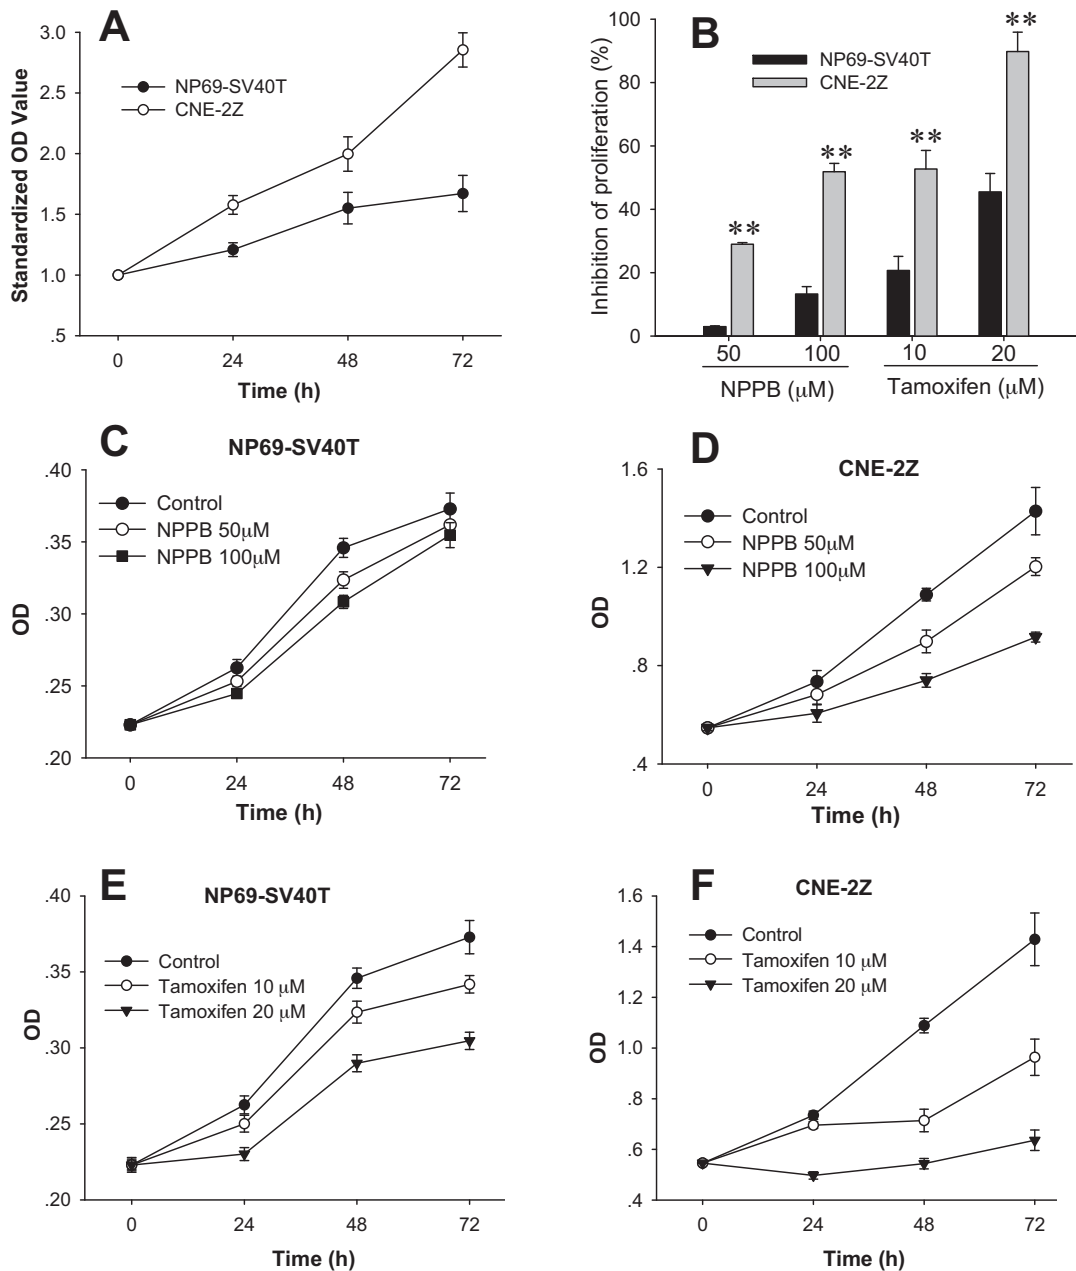 A
3.0
2.5
2.0
1.5
1.0
.5
Standardized OD Value
NP69-SV40T
CNE-2Z
0 24 48 72
Time (h)
B
100
80
60
40
20
0
Inhibition of proliferation (%)
NP69-SV40T
CNE-2Z
**
**
**
**
50 100 10 20
NPPB (μM) Tamoxifen (μM)
C
NP69-SV40T
.40
.35
.30
.25
.20
OD
Control
NPPB 50μM
NPPB 100μM
0 24 48 72
Time (h)
D
CNE-2Z
1.6
1.2
.8
.4
OD
Control
NPPB 50μM
NPPB 100μM
0 24 48 72
Time (h)
E
NP69-SV40T
.40
.35
.30
.25
.20
OD
Control
Tamoxifen 10 μM
Tamoxifen 20 μM
0 24 48 72
Time (h)
F
CNE-2Z
1.6
1.4
1.2
1.0
.8
.6
.4
OD
Control
Tamoxifen 10 μM
Tamoxifen 20 μM
0 24 48 72
Time (h)